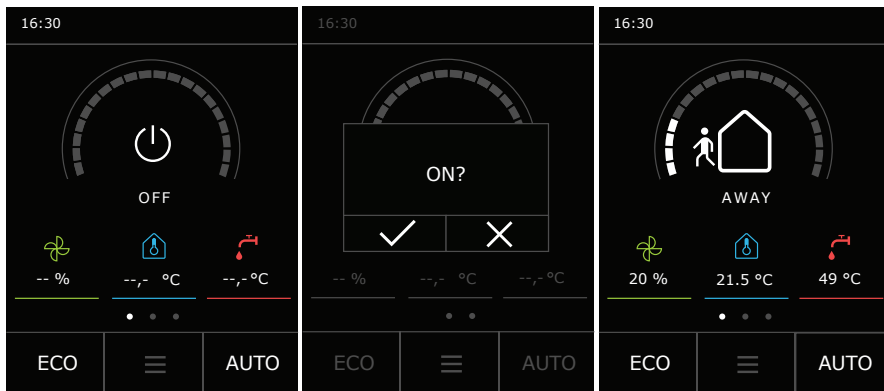 16:30
OFF
-- % --,- °C --,-°C
ECO AUTO
16:30
ON?
-- % --,- °C --,-°C
ECO AUTO
16:30
AWAY
20 % 21.5 °C 49 °C
ECO AUTO